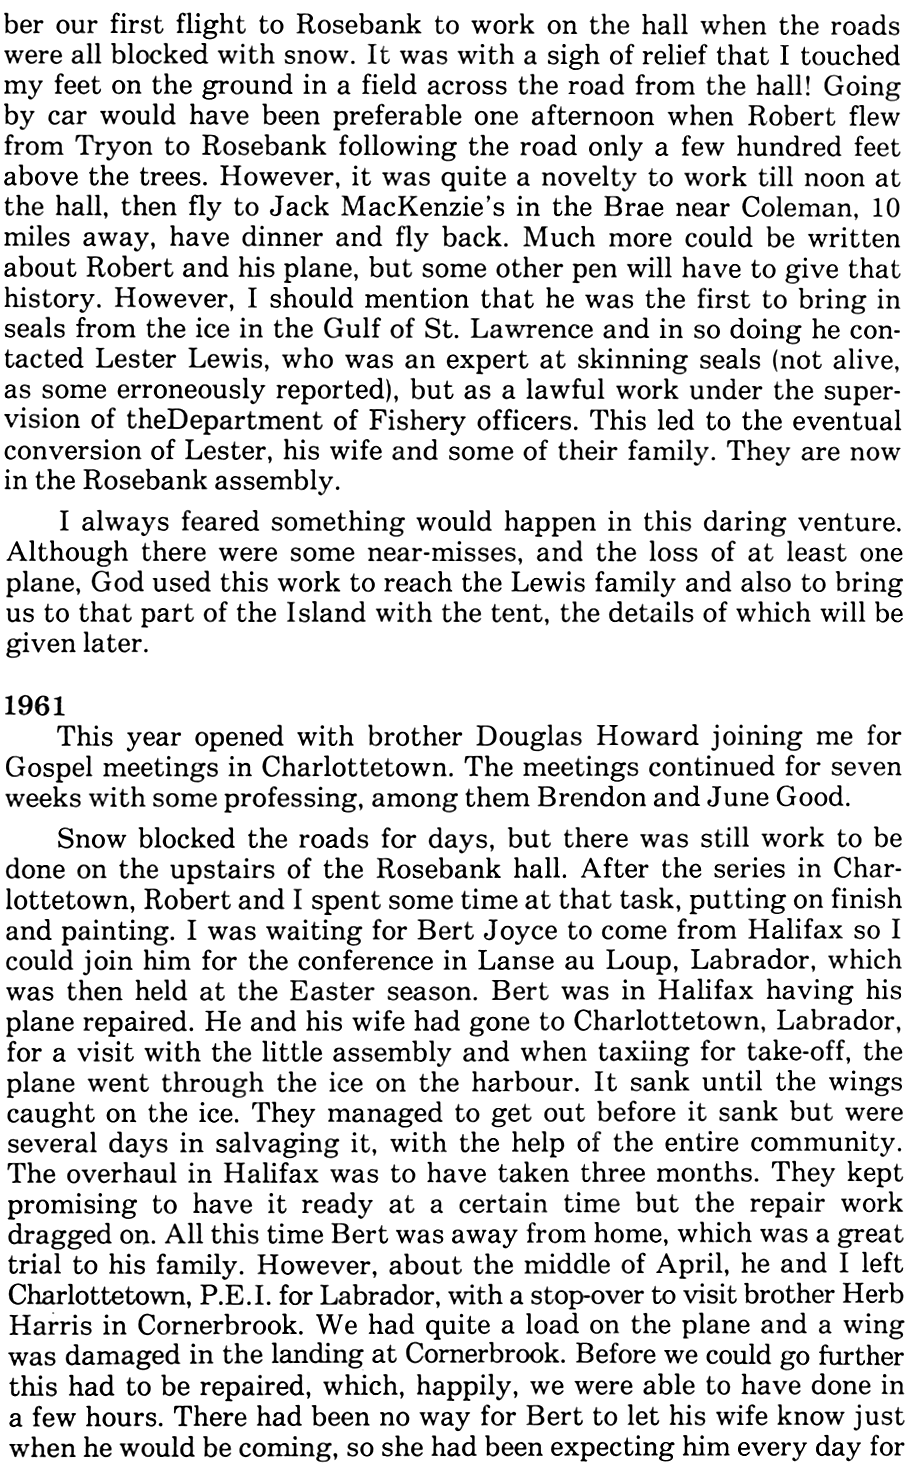 ber our first flight to Rosebank to work on the hall when the roads
were all blocked with snow. It was with a sigh of relief that I touched
my feet on the ground in a field across the road from the hall! Going
by car would have been preferable one afternoon when Robert flew
from Tryon to Rosebank following the road only a few hundred feet
above the trees. However, it was quite a novelty to work till noon at
the hall, then fly to Jack MacKenzie's in the Brae near Coleman, 10
miles away, have dinner and fly back. Much more could be written
about Robert and his plane, but some other pen will have to give that
history. However, I should mention that he was the first to bring in
seals from the ice in the Gulf of St. Lawrence and in so doing he con-
tacted Lester Lewis, who was an expert at skinning seals (not alive,
as some erroneously reported), but as a lawful work under the super-
vision of theDepartment of Fishery officers. This led to the eventual
conversion of Lester, his wife and some of their family. They are now
in the Rosebank assembly.
I always feared something would happen in this daring venture.
Although there were some near-misses, and the loss of at least one
plane, God used this work to reach the Lewis family and also to bring
us to that part of the Island with the tent, the details of which will be
given later.
1961
This year opened with brother Douglas Howard joining me for
Gospel meetings in Charlottetown. The meetings continued for seven
weeks with some professing, among them Brendon and June Good.
Snow blocked the roads for days, but there was still work to be
done on the upstairs of the Rosebank hall. After the series in Char-
lottetown, Robert and I spent some time at that task, putting on finish
and painting. I was waiting for Bert Joyce to come from Halifax so I
could join him for the conference in Lanse au Loup, Labrador, which
was then held at the Easter season. Bert was in Halifax having his
plane repaired. He and his wife had gone to Charlottetown, Labrador,
for a visit with the little assembly and when taxiing for take-off, the
plane went through the ice on the harbour. It sank until the wings
caught on the ice. They managed to get out before it sank but were
several days in salvaging it, with the help of the entire community.
The overhaul in Halifax was to have taken three months. They kept
promising to have it ready at a certain time but the repair work
dragged on. All this time Bert was away from home, which was a great
trial to his family. However, about the middle of April, he and I left
Charlottetown, P.E.I. for Labrador, with a stop-over to visit brother Herb
Harris in Cornerbrook. We had quite a load on the plane and a wing
was damaged in the landing at Cornerbrook. Before we could go further
this had to be repaired, which, happily, we were able to have done in
a few hours. There had been no way for Bert to let his wife know just
when he would be coming, so she had been expecting him every day for